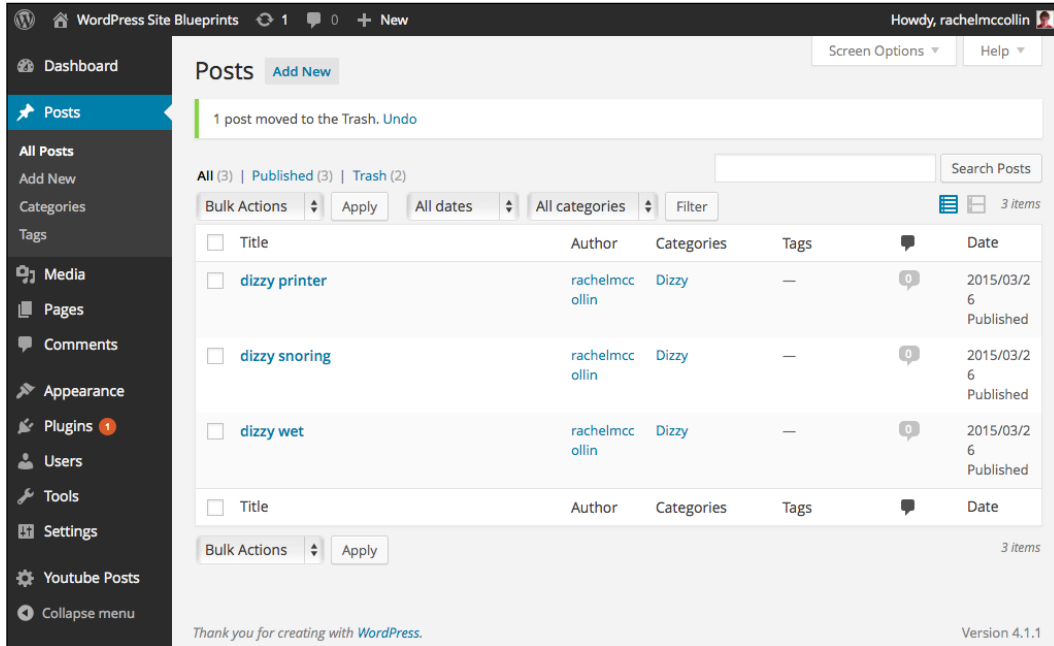 WordPress Site Blueprints 1 0 + New Howdy, rachelmccollin
Screen Options Help
Dashboard
Posts
All Posts
Add New
Categories
Tags
Media
Pages
Comments
Appearance
Plugins 1
Users
Tools
Settings
Youtube Posts
Collapse menu
Posts Add New
1 post moved to the Trash. Undo
All (3) | Published (3) | Trash (2)
Search Posts
Bulk Actions Apply All dates All categories Filter 3 items
Title Author Categories Tags Date
dizzy printer rachelmcc Dizzy — 0 2015/03/2
ollin 6
Published
dizzy snoring rachelmcc Dizzy — 0 2015/03/2
ollin 6
Published
dizzy wet rachelmcc Dizzy — 0 2015/03/2
ollin 6
Published
Title Author Categories Tags Date
Bulk Actions Apply 3 items
Thank you for creating with WordPress. Version 4.1.1